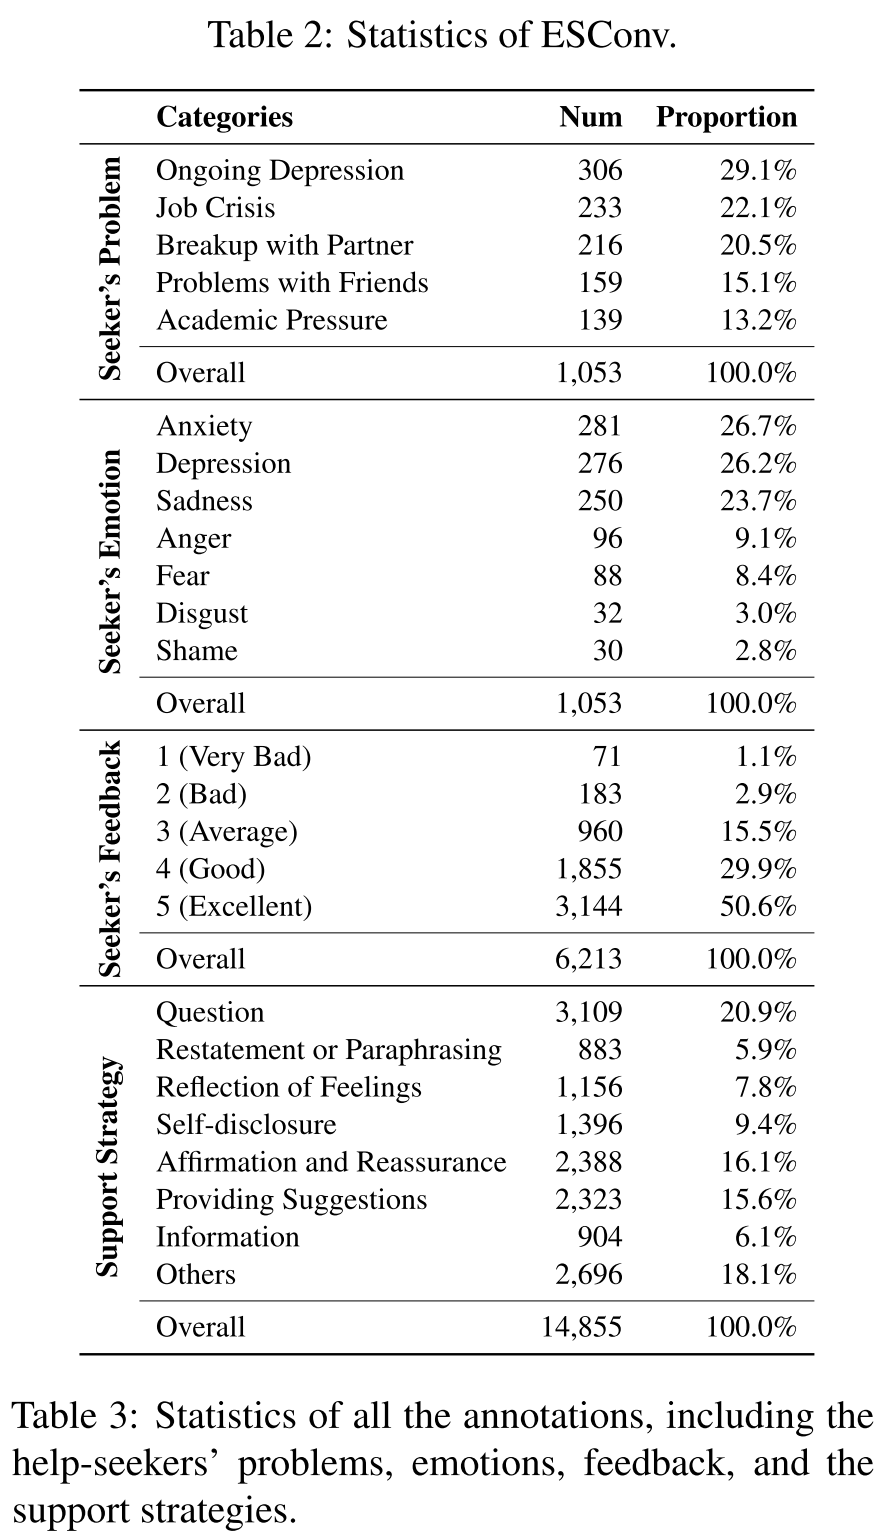 Table 2: Statistics of ESConv.
Categories Num Proportion
Seeker's Problem
Ongoing Depression 306 29.1%
Job Crisis 233 22.1%
Breakup with Partner 216 20.5%
Problems with Friends 159 15.1%
Academic Pressure 139 13.2%
Overall 1,053 100.0%
Seeker's Emotion
Anxiety 281 26.7%
Depression 276 26.2%
Sadness 250 23.7%
Anger 96 9.1%
Fear 88 8.4%
Disgust 32 3.0%
Shame 30 2.8%
Overall 1,053 100.0%
Seeker's Feedback
1 (Very Bad) 71 1.1%
2 (Bad) 183 2.9%
3 (Average) 960 15.5%
4 (Good) 1,855 29.9%
5 (Excellent) 3,144 50.6%
Overall 6,213 100.0%
Support Strategy
Question 3,109 20.9%
Restatement or Paraphrasing 883 5.9%
Reflection of Feelings 1,156 7.8%
Self-disclosure 1,396 9.4%
Affirmation and Reassurance 2,388 16.1%
Providing Suggestions 2,323 15.6%
Information 904 6.1%
Others 2,696 18.1%
Overall 14,855 100.0%
Table 3: Statistics of all the annotations, including the
help-seekers' problems, emotions, feedback, and the
support strategies.